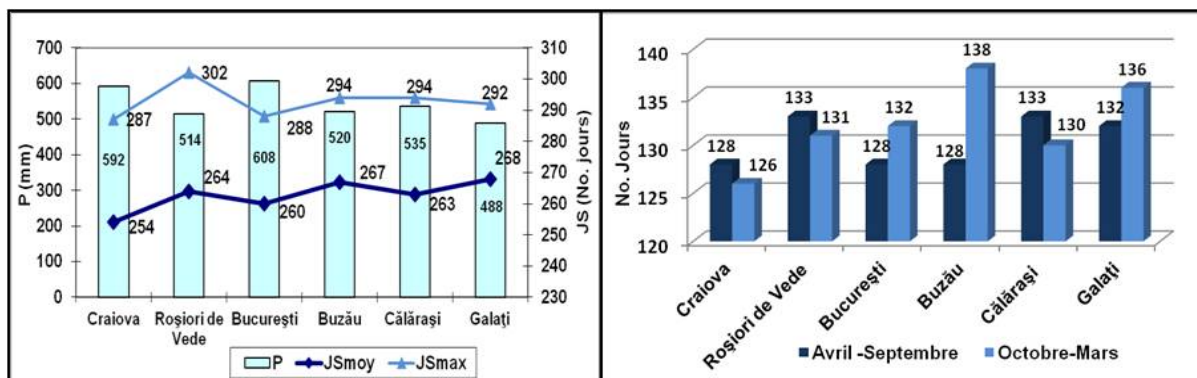 700
600
500
400
300
200
100
0
P (mm)
310
300
290
280
270
260
250
240
230
JS (No. jours)
287
302
288
294
294
292
592
514
608
520
535
488
254
264
260
267
263
268
Craiova
Roşiori de
Vede
Bucureşti
Buzău
Călăraşi
Galaţi
P
JSmoy
JSmax
140
135
130
125
120
No. Jours
128
126
133
131
128
132
128
138
133
130
132
136
Craiova
Roşiori de Vede
Bucureşti
Buzău
Călăraşi
Galaţi
Avril -Septembre
Octobre-Mars